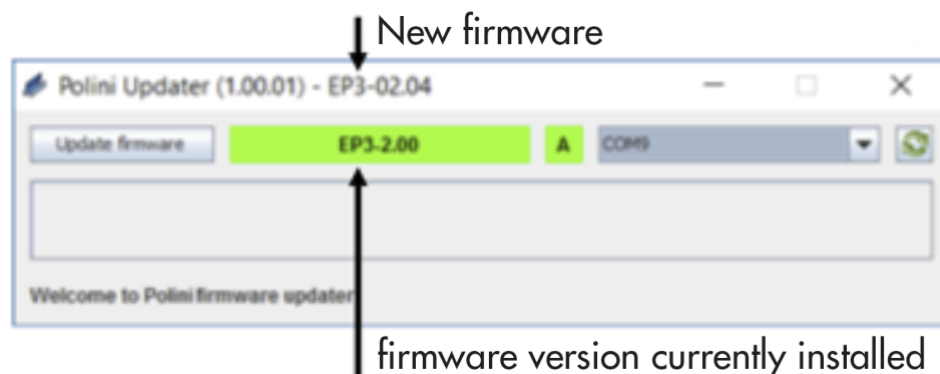 New firmware
Polini Updater (1.00.01) - EP3-02.04
Update firmware EP3-2.00 A COM9
Welcome to Polini firmware updater
firmware version currently installed